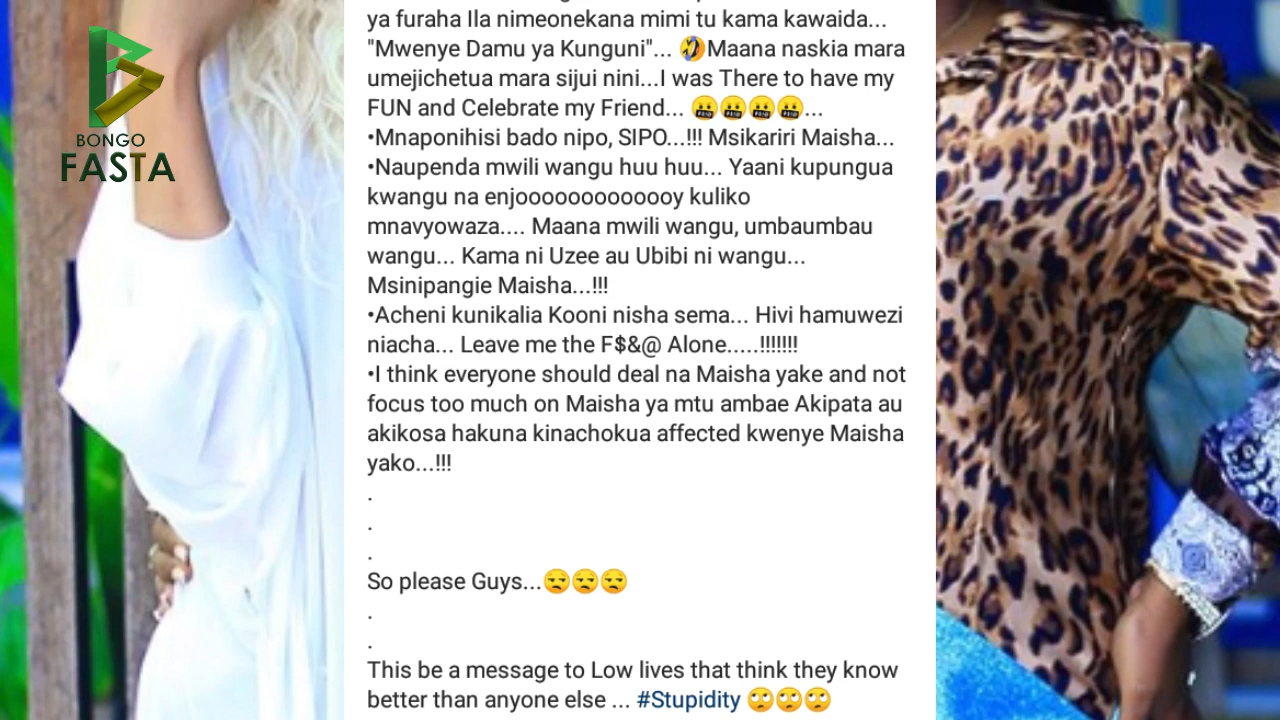 BONGO
FASTA
ya furaha Ila nimeonekana mimi tu kama kawaida...
"Mwenye Damu ya Kunguni"... 🤣Maana naskia mara
umejichetua mara sijui nini...I was There to have my
FUN and Celebrate my Friend... 🤬🤬🤬🤬...
•Mnaponihisi bado nipo, SIPO...!!! Msikariri Maisha...
•Naupenda mwili wangu huu huu... Yaani kupungua
kwangu na enjoooooooooooooy kuliko
mnavyowaza.... Maana mwili wangu, umbaumbau
wangu... Kama ni Uzee au Ubibi ni wangu...
Msinipangie Maisha...!!!
•Acheni kunikalia Kooni nisha sema... Hivi hamuwezi
niacha... Leave me the F$&@ Alone.....!!!!!!!
•I think everyone should deal na Maisha yake and not
focus too much on Maisha ya mtu ambae Akipata au
akikosa hakuna kinachokua affected kwenye Maisha
yako...!!!
.
.
.
So please Guys...😒😒😒
.
.
This be a message to Low lives that think they know
better than anyone else ... #Stupidity 🙄🙄🙄